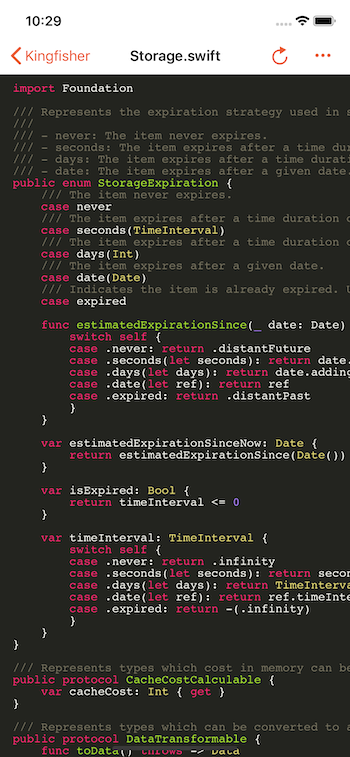 10:29
Kingfisher
Storage.swift
import Foundation
/// Represents the expiration strategy used in s
///
/// - never: The item never expires.
/// - seconds: The item expires after a time dur
/// - days: The item expires after a time durati
/// - date: The item expires after a given date.
public enum StorageExpiration {
/// The item never expires.
case never
/// The item expires after a time duration o
case seconds(TimeInterval)
/// The item expires after a time duration o
case days(Int)
/// The item expires after a given date.
case date(Date)
/// Indicates the item is already expired. U
case expired
func estimatedExpirationSince(_ date: Date)
switch self {
case .never: return .distantFuture
case .seconds(let seconds): return date.
case .days(let days): return date.adding
case .date(let ref): return ref
case .expired: return .distantPast
}
}
var estimatedExpirationSinceNow: Date {
return estimatedExpirationSince(Date())
}
var isExpired: Bool {
return timeInterval <= 0
}
var timeInterval: TimeInterval {
switch self {
case .never: return .infinity
case .seconds(let seconds): return secon
case .days(let days): return TimeInterva
case .date(let ref): return ref.timeInte
case .expired: return -(.infinity)
}
}
}
/// Represents types which cost in memory can be
public protocol CacheCostCalculable {
var cacheCost: Int { get }
}
/// Represents types which can be converted to a
public protocol DataTransformable {
func toData() throws -> Data